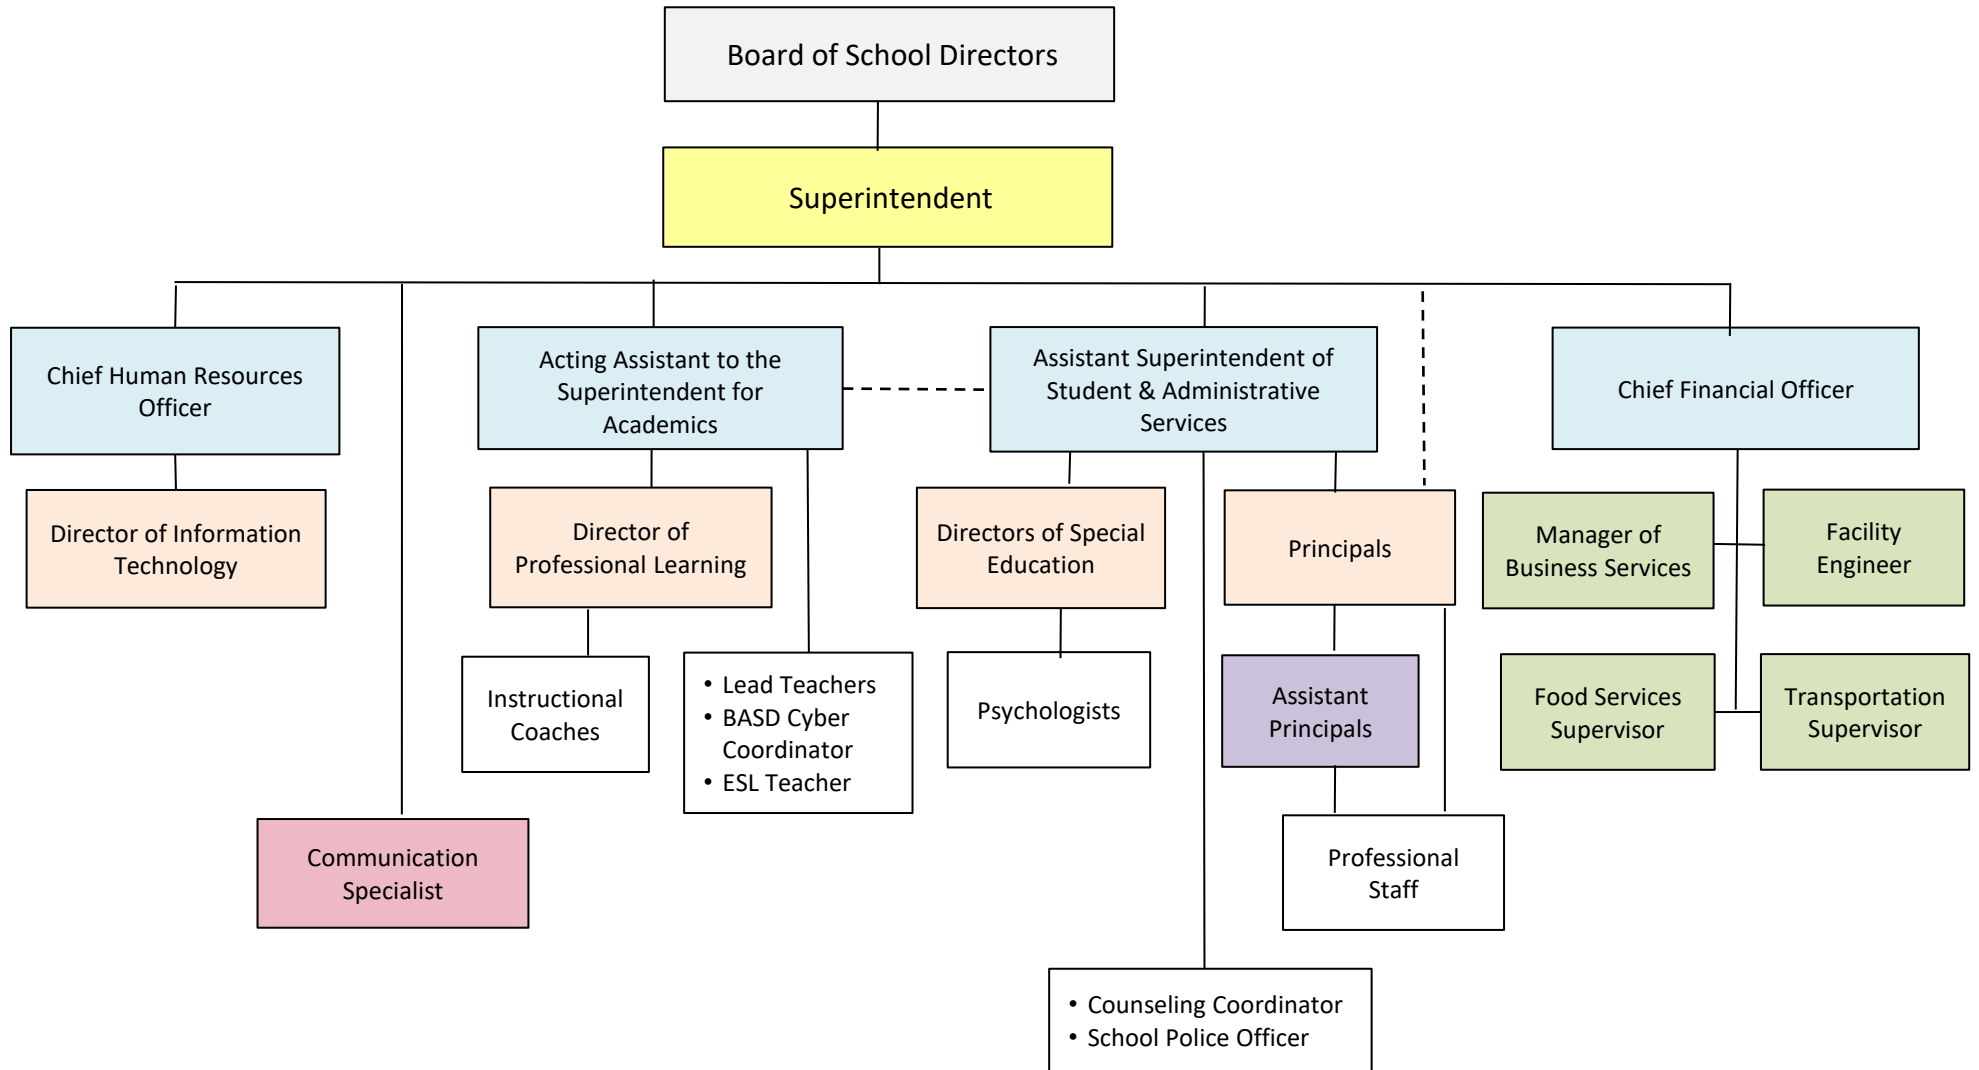 Board of School Directors
Superintendent
Chief Human Resources
Officer
Acting Assistant to the
Superintendent for
Academics
Assistant Superintendent of
Student & Administrative
Services
Chief Financial Officer
Director of Information
Technology
Director of
Professional Learning
Directors of Special
Education
Principals
Manager of
Business Services
Facility
Engineer
Instructional
Coaches
• Lead Teachers
• BASD Cyber
Coordinator
• ESL Teacher
Psychologists
Assistant
Principals
Food Services
Supervisor
Transportation
Supervisor
Communication
Specialist
Professional
Staff
• Counseling Coordinator
• School Police Officer